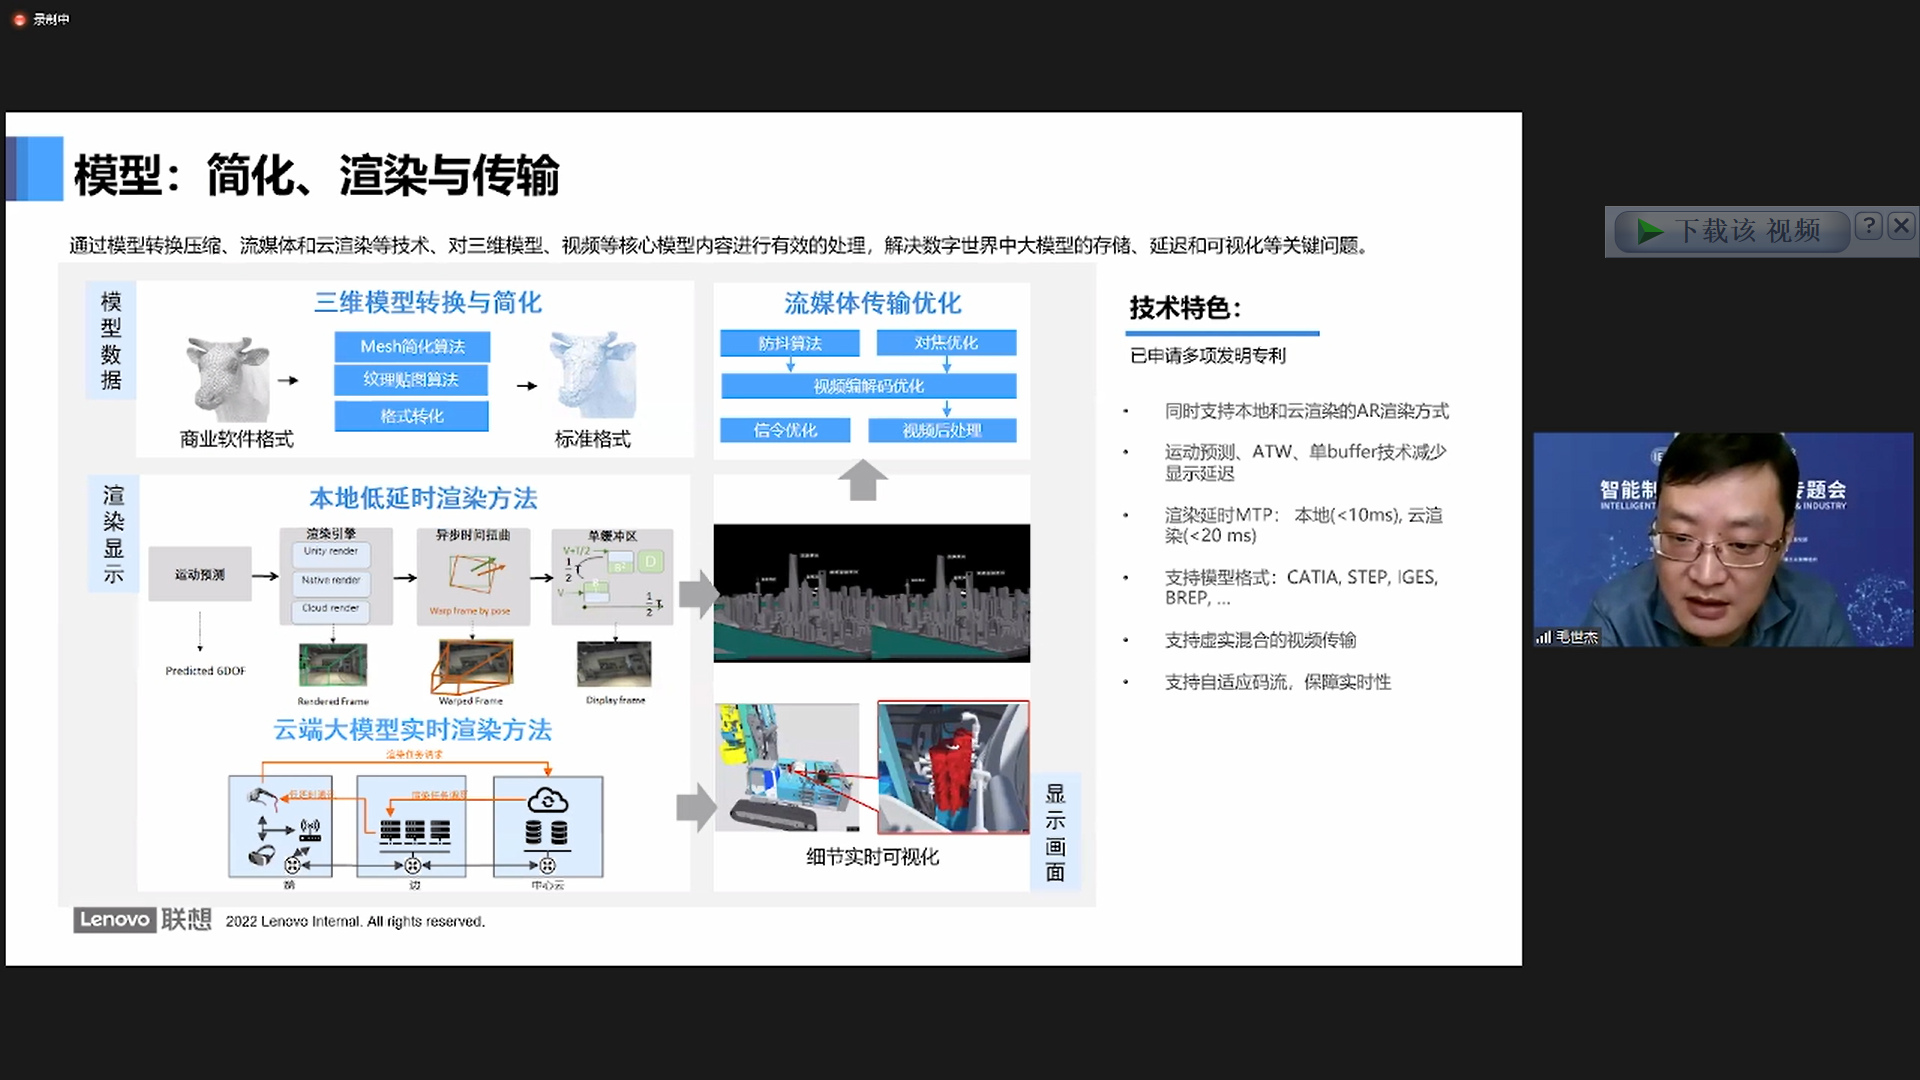 录制中
模型：简化、渲染与传输
通过模型转换压缩、流媒体和云渲染等技术、对三维模型、视频等核心模型内容进行有效的处理，解决数字世界中大模型的存储、延迟和可视化等关键问题。
模型数据
三维模型转换与简化
Mesh简化算法
纹理贴图算法
格式转化
商业软件格式
标准格式
流媒体传输优化
防抖算法
对焦优化
视频编解码优化
信令优化
视频后处理
渲染显示
本地低延时渲染方法
运动预测
Predicted 6DOF
渲染引擎
Unity render
Native render
Cloud render
Rendered Frame
异步时间扭曲
Warp frame by pose
Warped Frame
单缓冲区
V+T/2
1/2 T
V
D
1/2 T
Display frame
云端大模型实时渲染方法
渲染任务请求
端
边
中心云
细节实时可视化
显示画面
技术特色：
已申请多项发明专利
• 同时支持本地和云渲染的AR渲染方式
• 运动预测、ATW、单buffer技术减少
显示延迟
• 渲染延时MTP： 本地(<10ms), 云渲
染(<20 ms)
• 支持模型格式：CATIA, STEP, IGES,
BREP, ...
• 支持虚实混合的视频传输
• 支持自适应码流，保障实时性
Lenovo 联想
2022 Lenovo Internal. All rights reserved.
下载该 视频
?
智能制
专题会
INTELLIGENT
& INDUSTRY
毛世杰